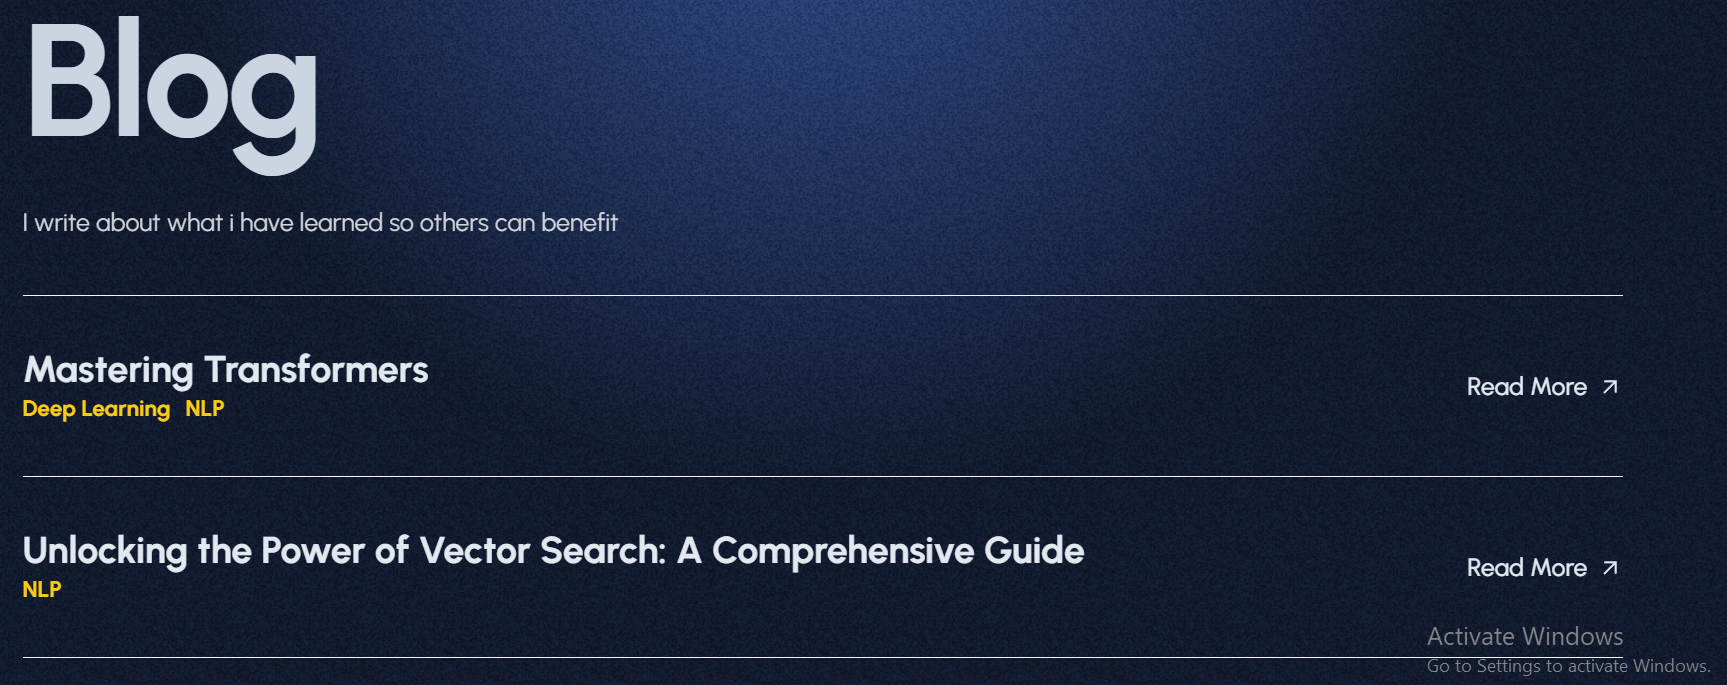 Blog
I write about what i have learned so others can benefit
Mastering Transformers
Deep Learning NLP
Read More
Unlocking the Power of Vector Search: A Comprehensive Guide
NLP
Read More
Activate Windows
Go to Settings to activate Windows.